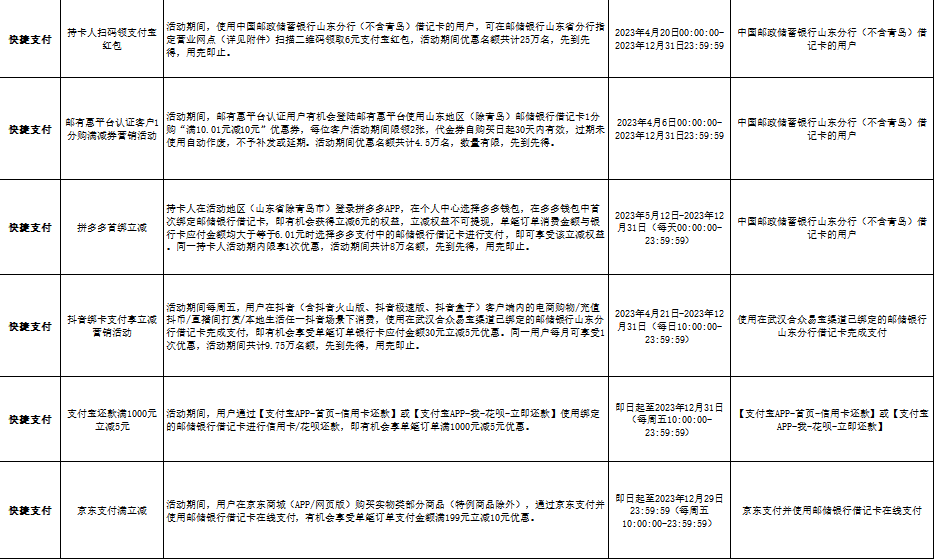 快捷支付
持卡人扫码领支付宝
红包
活动期间，使用中国邮政储蓄银行山东分行（不含青岛）借记卡的用户，可在邮储银行山东省分行指
定营业网点（详见附件）扫描二维码领取6元支付宝红包，活动期间优惠名额共计25万名，先到先
得，用完即止。
2023年4月20日00:00:00-
2023年12月31日23:59:59
中国邮政储蓄银行山东分行（不含青岛）借
记卡的用户
快捷支付
邮有惠平台认证客户1
分购满减券营销活动
活动期间，邮有惠平台认证用户有机会登陆邮有惠平台使用山东地区（除青岛）邮储银行借记卡1分
购“满10.01元减10元”优惠券，每位客户活动期间限领2张，代金券自购买日起30天内有效，过期未
使用自动作废，不予补发或延期。活动期间优惠名额共计4.5万名，数量有限，先到先得。
2023年4月6日00:00:00-
2023年12月31日23:59:59
中国邮政储蓄银行山东分行（不含青岛）借
记卡的用户
快捷支付
拼多多首绑立减
持卡人在活动地区（山东省除青岛市）登录拼多多APP，在个人中心选择多多钱包，在多多钱包中首
次绑定邮储银行借记卡，即有机会获得立减6元的权益，立减权益不可提现，单笔订单消费金额与银
行卡应付金额均大于等于6.01元时选择多多支付中的邮储银行借记卡进行支付，即可享受该立减权益
。同一持卡人活动期内限享1次优惠，活动期间共计8万名额，先到先得，用完即止。
2023年5月12日-2023年12
月31日（每天00:00:00-
23:59:59）
中国邮政储蓄银行山东分行（不含青岛）借
记卡的用户
快捷支付
抖音绑卡支付享立减
营销活动
活动期间每周五，用户在抖音（含抖音火山版、抖音极速版、抖音盒子）客户端内的电商购物/充值
抖币/直播间打赏/本地生活任一抖音场景下消费，使用在武汉合众易宝渠道已绑定的邮储银行山东分
行借记卡完成支付，即有机会享受单笔订单银行卡应付金额30元立减5元优惠。同一用户每月可享受1
次优惠，活动期间共计9.75万名额，先到先得，用完即止。
2023年4月21日-2023年12
月31日（每日10:00:00-
23:59:59）
使用在武汉合众易宝渠道已绑定的邮储银行
山东分行借记卡完成支付
快捷支付
支付宝还款满1000元
立减5元
活动期间，用户通过【支付宝APP-首页-信用卡还款】或【支付宝APP-我-花呗-立即还款】使用绑定
的邮储银行借记卡进行信用卡/花呗还款，即有机会享单笔订单满1000元减5元优惠。
即日起至2023年12月31日
（每周五10:00:00-
23:59:59）
【支付宝APP-首页-信用卡还款】或【支付宝
APP-我-花呗-立即还款】
快捷支付
京东支付满立减
活动期间，用户在京东商城（APP/网页版）购买实物类部分商品（特例商品除外），通过京东支付并
使用邮储银行借记卡在线支付，有机会享受单笔订单支付金额满199元立减10元优惠。
即日起至2023年12月29日
23:59:59（每周五
10:00:00-23:59:59）
京东支付并使用邮储银行借记卡在线支付